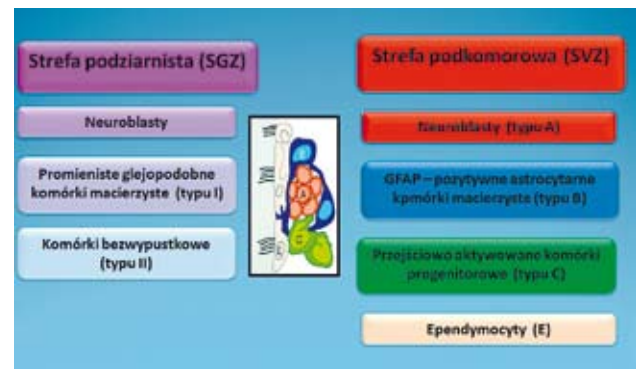 Strefa podziarnista (SGZ)
Neuroblasty
Promieniste glejopodobne
komórki macierzyste (typu I)
Komórki bezwypustkowe
(typu II)
Strefa podkomorowa (SVZ)
Neuroblasty (typu A)
GFAP – pozytywne astrocytarne
kpmórki macierzyste (typu B)
Przejściowo aktywowane komórki
progenitorowe (typu C)
Ependymocyty (E)
A